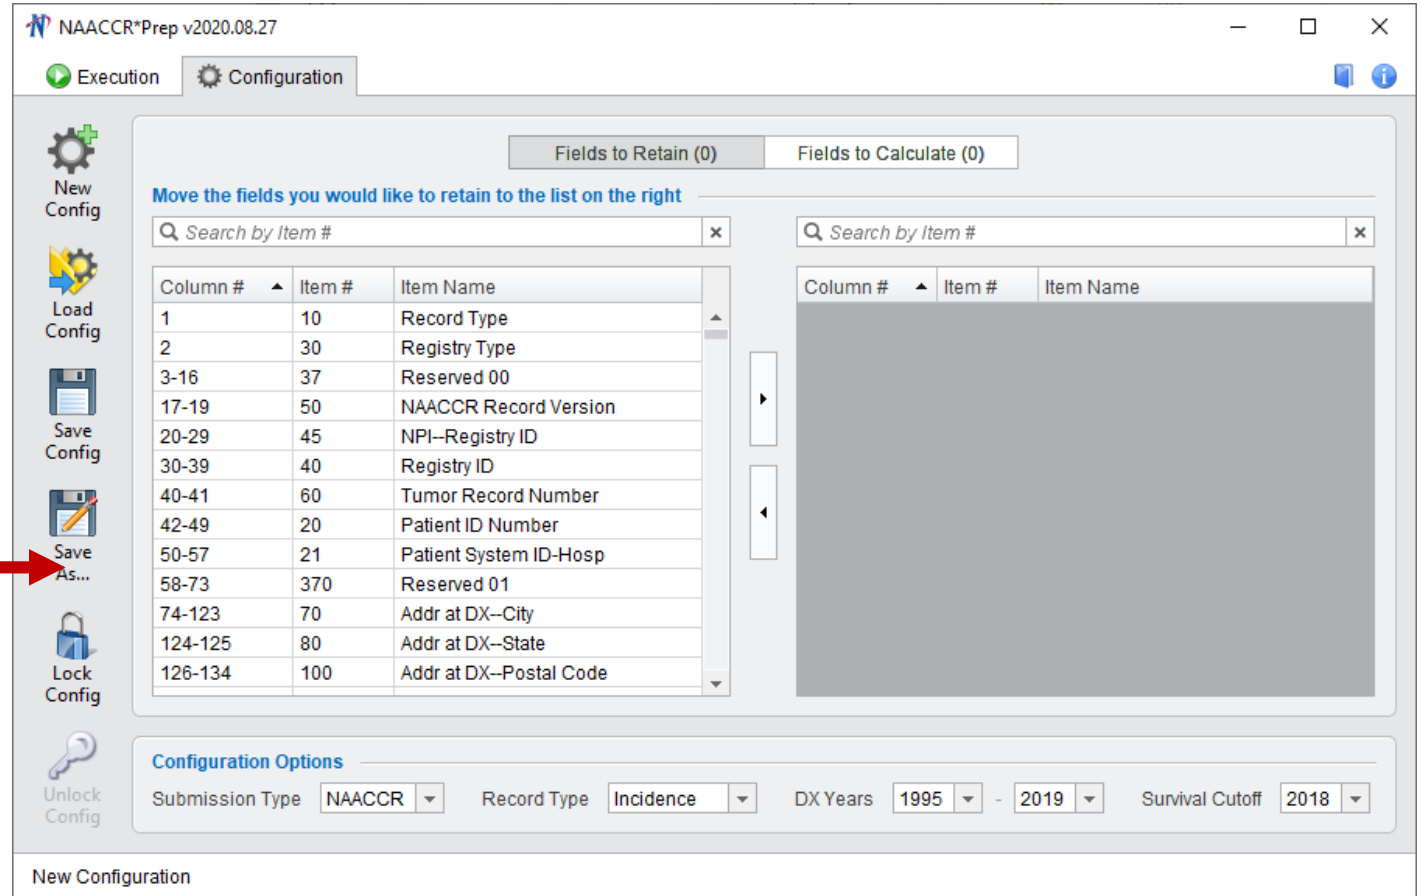 NAACCR*Prep v2020.08.27
Execution Configuration
New
Config
Load
Config
Save
Config
Save
As...
Lock
Config
Unlock
Config
Fields to Retain (0) Fields to Calculate (0)
Move the fields you would like to retain to the list on the right
Search by Item # Search by Item #
Column # Item # Item Name Column # Item # Item Name
1 10 Record Type
2 30 Registry Type
3-16 37 Reserved 00
17-19 50 NAACCR Record Version
20-29 45 NPI--Registry ID
30-39 40 Registry ID
40-41 60 Tumor Record Number
42-49 20 Patient ID Number
50-57 21 Patient System ID-Hosp
58-73 370 Reserved 01
74-123 70 Addr at DX--City
124-125 80 Addr at DX--State
126-134 100 Addr at DX--Postal Code
Configuration Options
Submission Type NAACCR Record Type Incidence DX Years 1995 - 2019 Survival Cutoff 2018
New Configuration